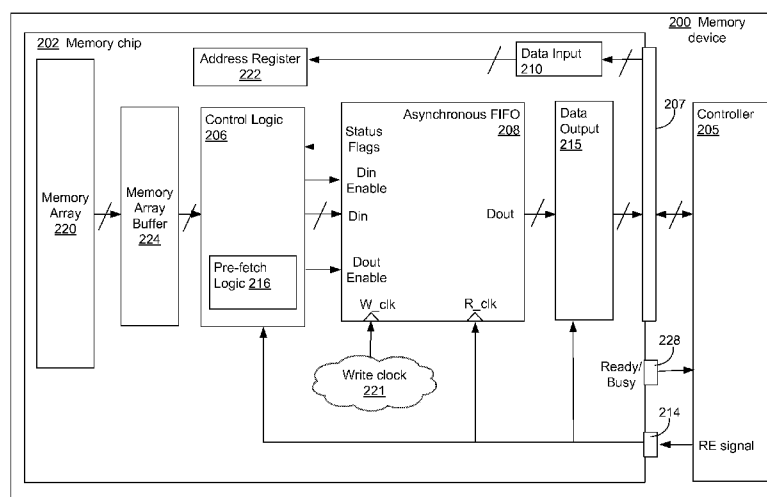 200 Memory
device
202 Memory chip
Address Register
222
Data Input
210
207
Control Logic
206
Asynchronous FIFO
208
Data
Output
215
Controller
205
Status
Flags
Din
Enable
Din
Dout
Dout
Enable
Memory
Array
220
Memory
Array
Buffer
224
Pre-fetch
Logic 216
W_clk
R_clk
Write clock
221
Ready/
Busy
228
214
RE signal